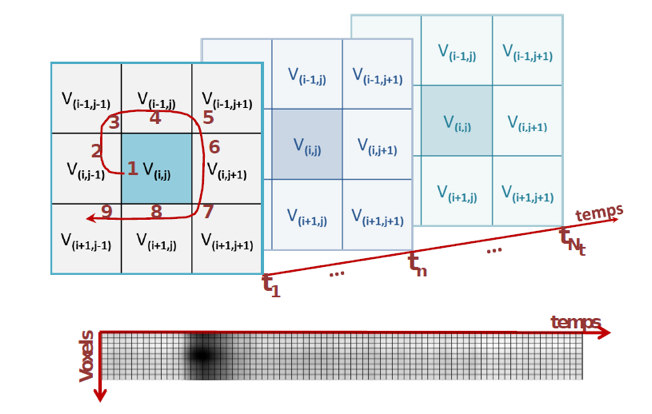 V(i-1,j-1) V(i-1,j) V(i-1,j+1)
3 4 5
2 6
V(i,j-1) 1 V(i,j) V(i,j+1)
9 8 7
V(i+1,j-1) V(i+1,j) V(i+1,j+1)
V(i-1,j) V(i-1,j+1)
V(i,j) V(i,j+1)
V(i+1,j) V(i+1,j+1)
V(i-1,j) V(i-1,j+1)
V(i,j) V(i,j+1)
V(i+1,j) V(i+1,j+1)
t1 ... tn ... tNt
temps
temps
Voxels